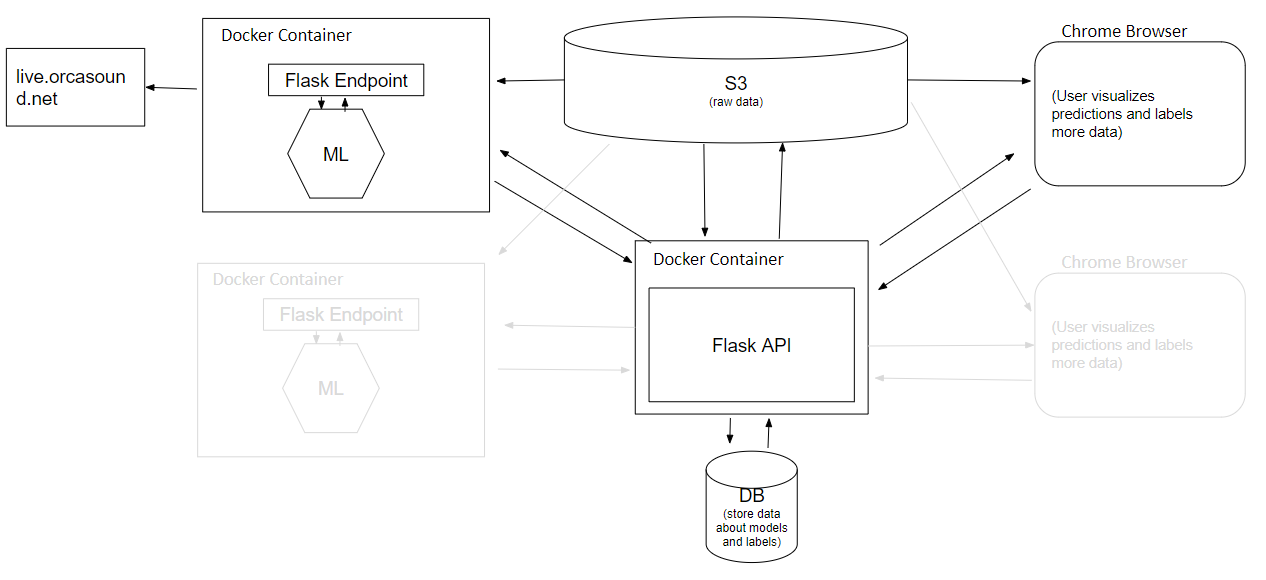 Docker Container
Chrome Browser
live.orcasoun
d.net
Flask Endpoint
ML
S3
(raw data)
(User visualizes
predictions and labels
more data)
Docker Container
Flask Endpoint
ML
Docker Container
Flask API
Chrome Browser
(User visualizes
predictions and labels
more data)
DB
(store data
about models
and labels)